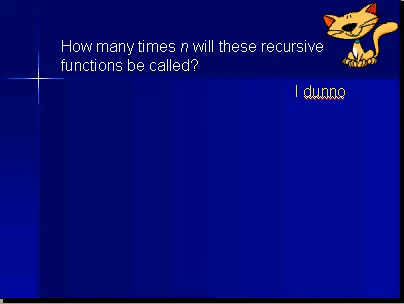 How many times n will these recursive
functions be called?
I dunno